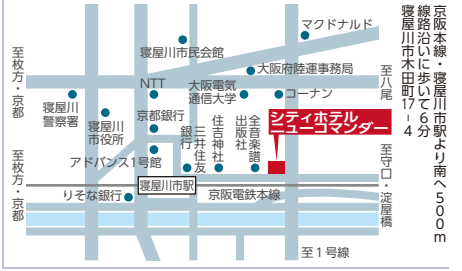 京阪本線・寝屋川市駅より南へ500m
線路沿いに歩いて6分
寝屋川市木田町17-4
マクドナルド
寝屋川市民会館
至枚方・京都
大阪府陸運事務局
至八尾
NTT
大阪電気
通信大学
コーナン
寝屋川
警察署
寝屋川
市役所
京都銀行
シティホテル
ニューコマンダー
三井住友
銀行
住吉神社
全音楽譜
出版社
アドバンス1号館
至枚方・京都
至守口・淀屋橋
寝屋川市駅
りそな銀行
京阪電鉄本線
至1号線